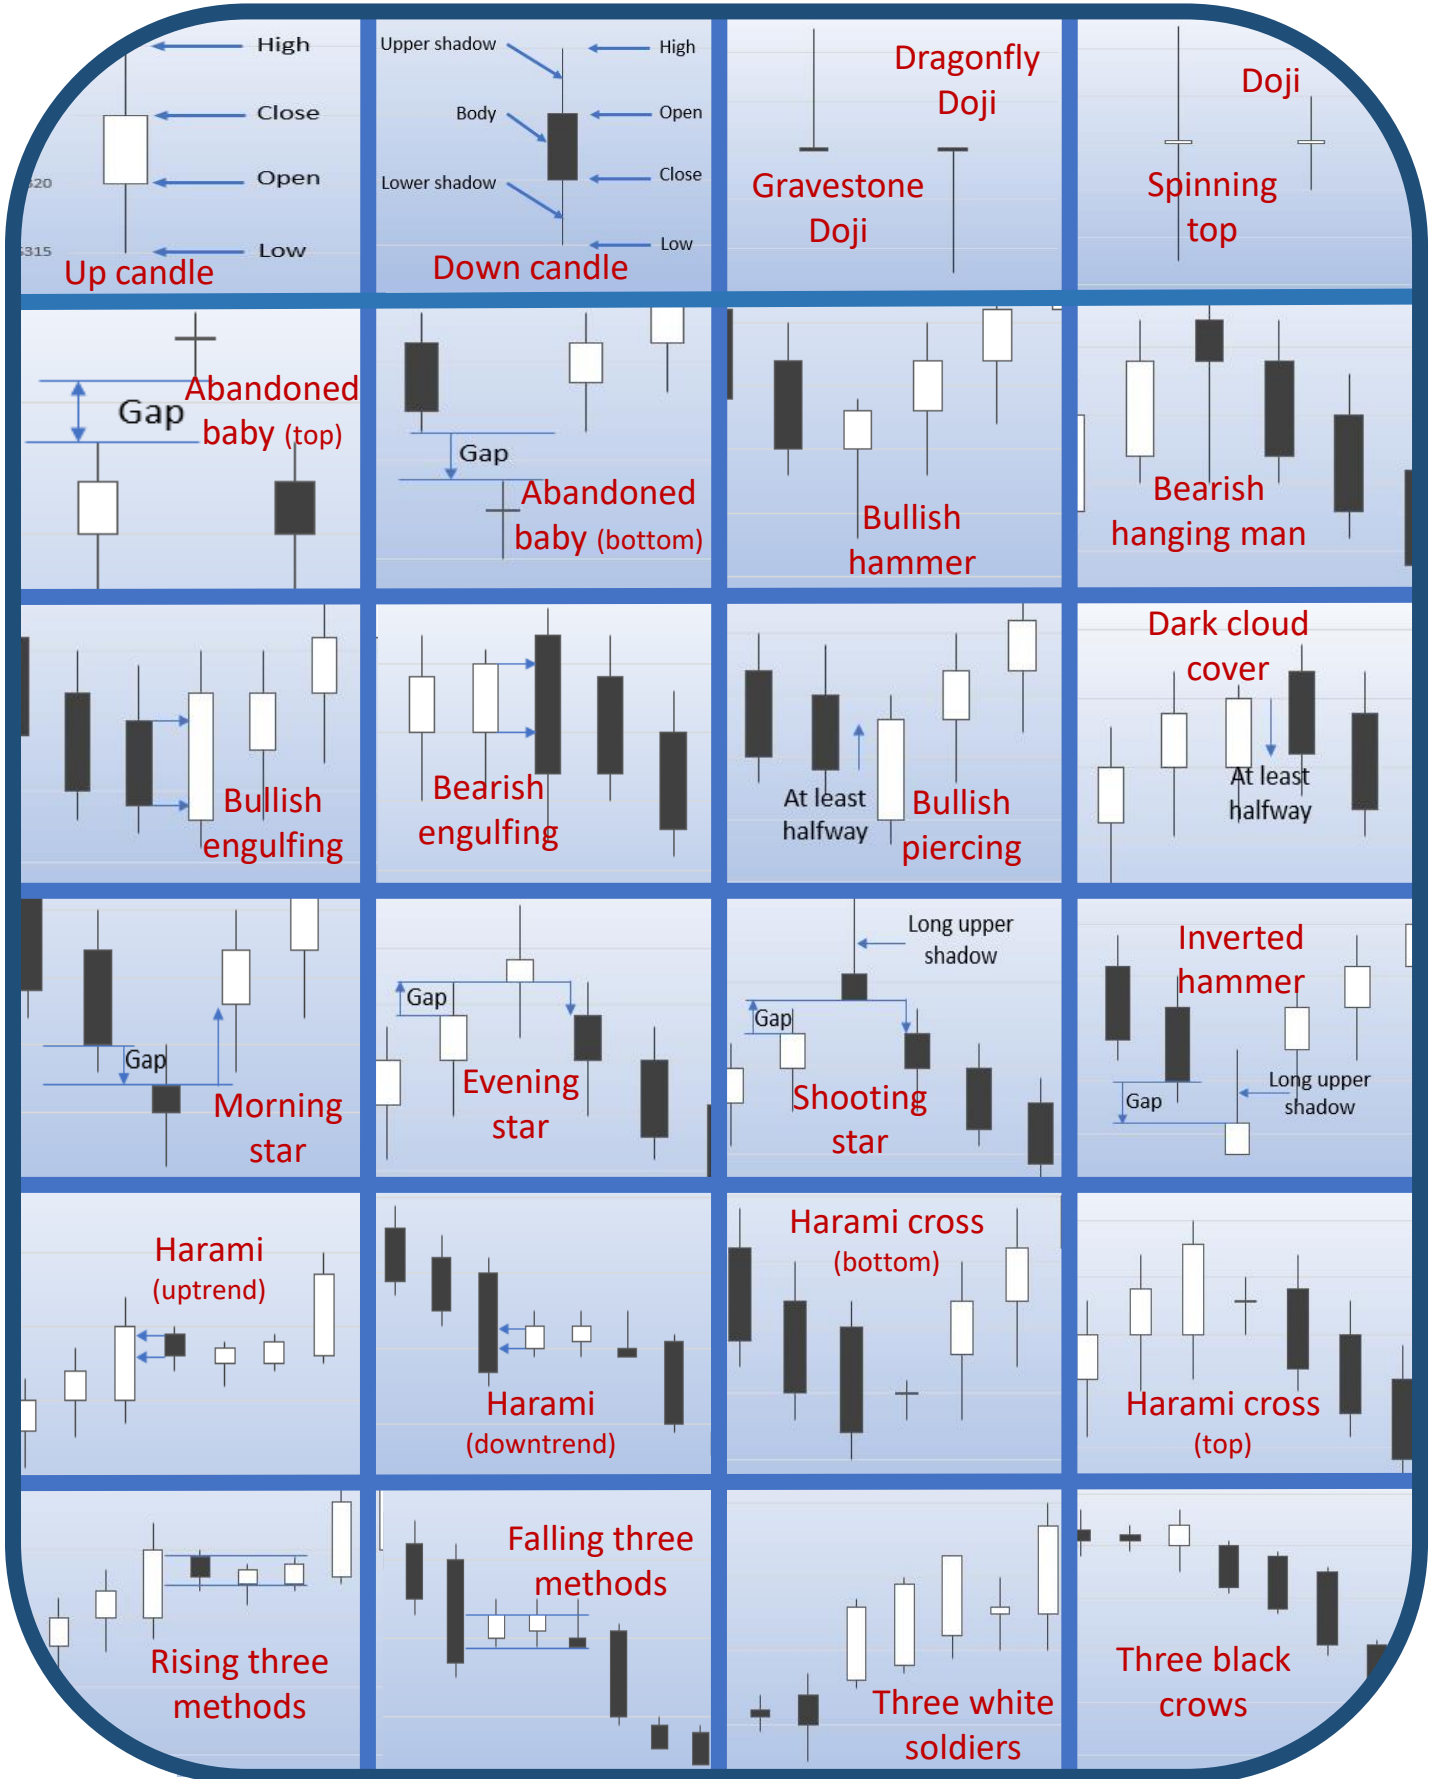 High
Close
Open
Low
320
$315
Up candle
Upper shadow
High
Body
Open
Lower shadow
Close
Low
Down candle
Dragonfly
Doji
Gravestone
Doji
Doji
Spinning
top
Gap
Abandoned
baby (top)
Gap
Abandoned
baby (bottom)
Bullish
hammer
Bearish
hanging man
Bullish
engulfing
Bearish
engulfing
At least
halfway
Bullish
piercing
Dark cloud
cover
At least
halfway
Gap
Morning
star
Gap
Evening
star
Long upper
shadow
Gap
Shooting
star
Inverted
hammer
Gap
Long upper
shadow
Harami
(uptrend)
Harami
(downtrend)
Harami cross
(bottom)
Harami cross
(top)
Rising three
methods
Falling three
methods
Three white
soldiers
Three black
crows